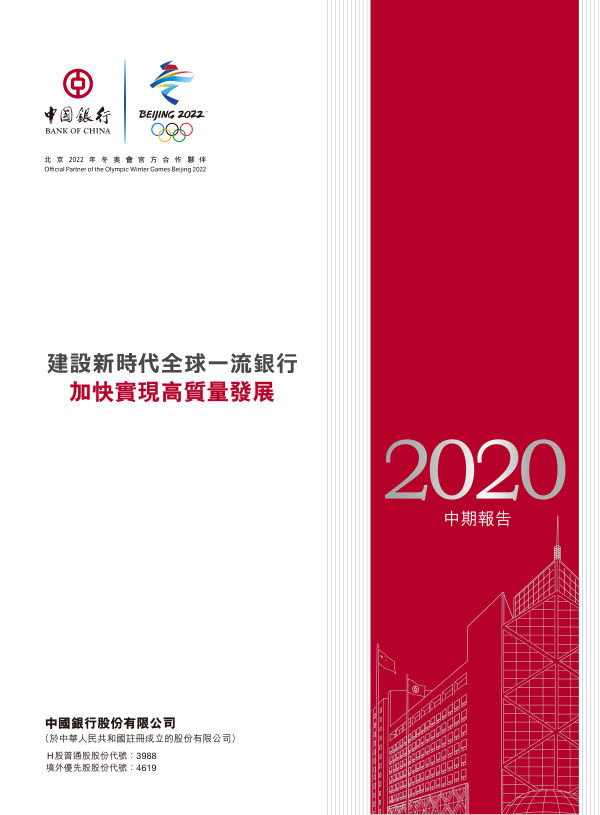 中國銀行
BANK OF CHINA
BEIJING 2022
北京2022年冬奧會官方合作夥伴
Official Partner of the Olympic Winter Games Beijing 2022
建設新時代全球一流銀行
加快實現高質量發展
2020
中期報告
中國銀行股份有限公司
（於中華人民共和國註冊成立的股份有限公司）
H股普通股股份代號：3988
境外優先股股份代號：4619